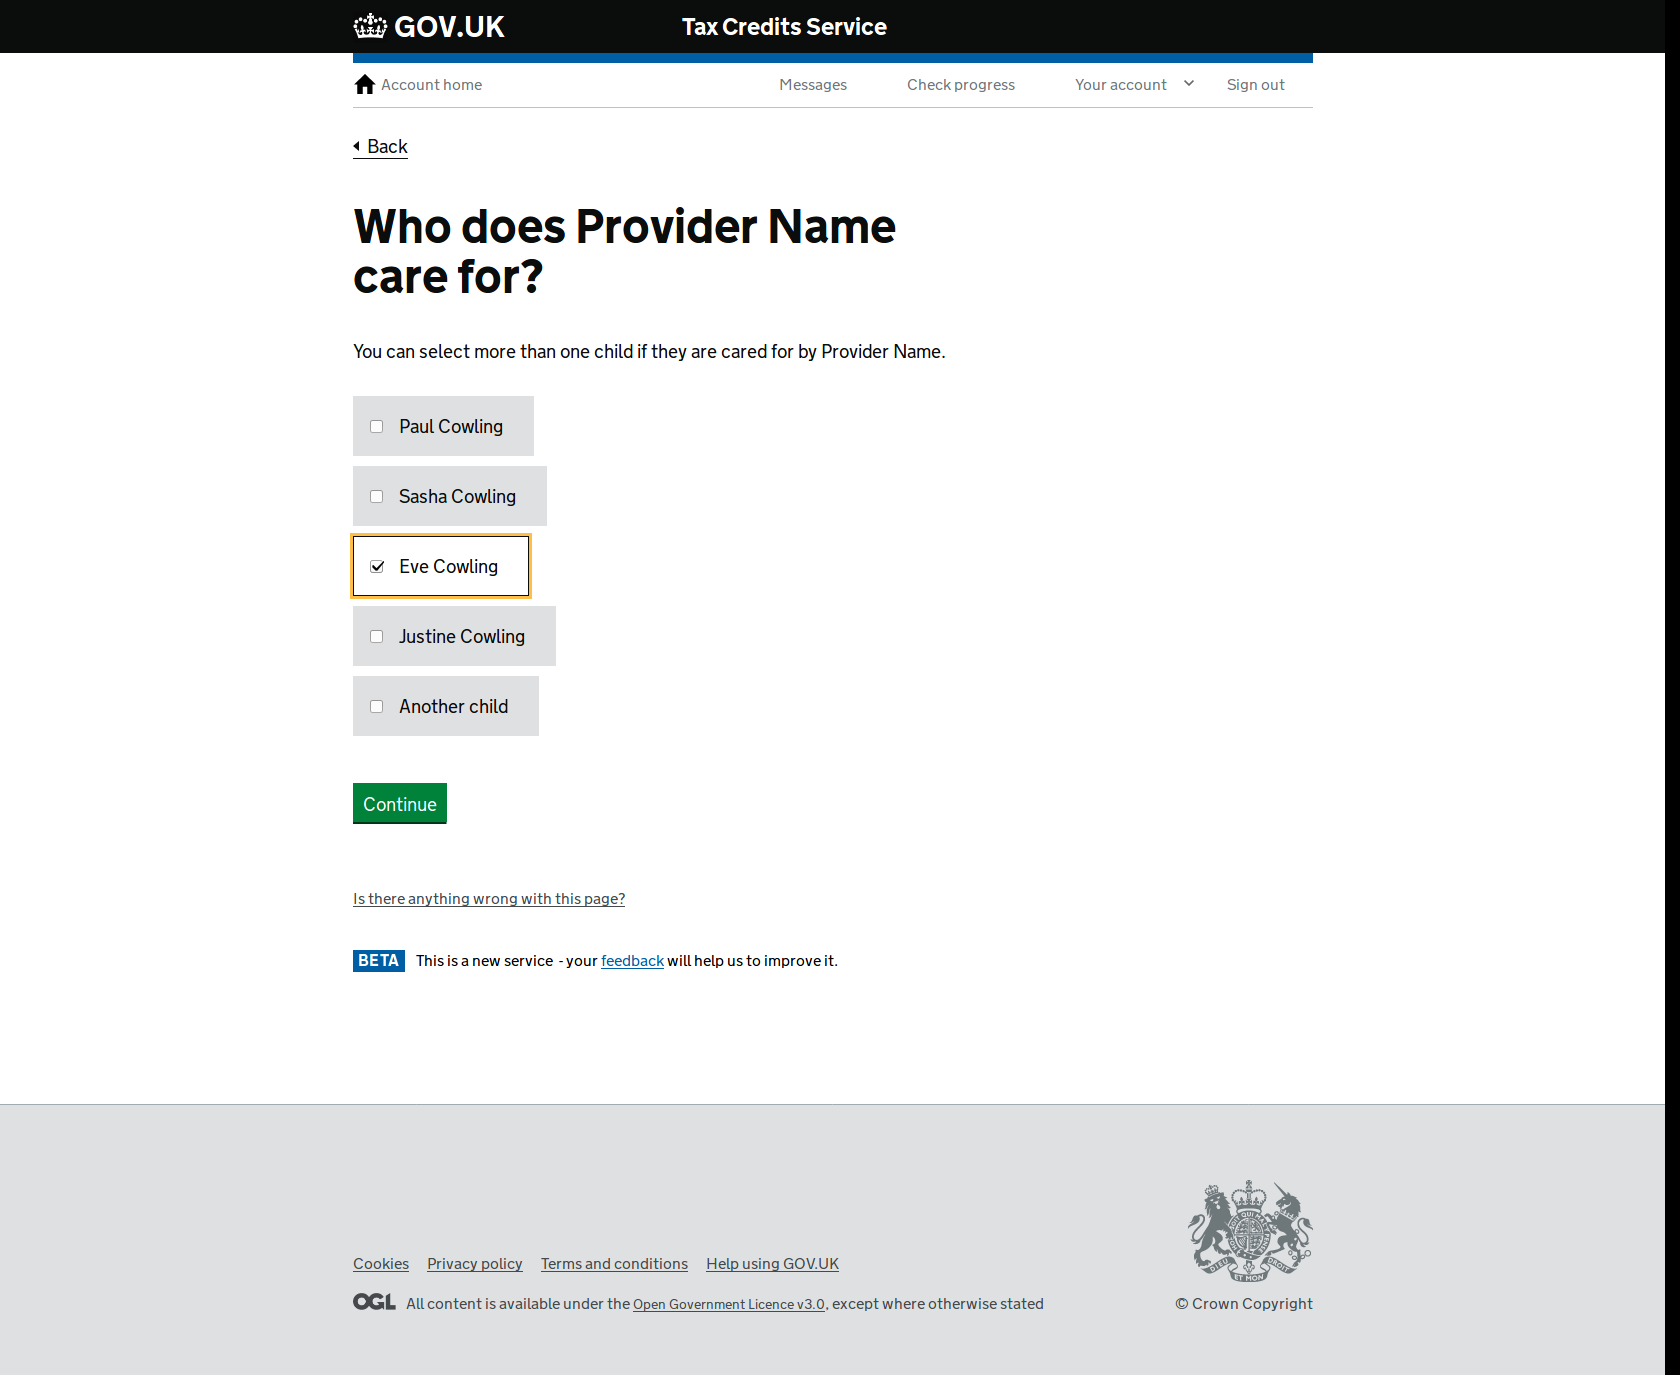 GOV.UK
Tax Credits Service
Account home
Messages
Check progress
Your account
Sign out
Back
Who does Provider Name
care for?
You can select more than one child if they are cared for by Provider Name.
Paul Cowling
Sasha Cowling
Eve Cowling
Justine Cowling
Another child
Continue
Is there anything wrong with this page?
BETA This is a new service - your feedback will help us to improve it.
Cookies Privacy policy Terms and conditions Help using GOV.UK
OGL All content is available under the Open Government Licence v3.0, except where otherwise stated
DIEU ET MON DROIT
© Crown Copyright